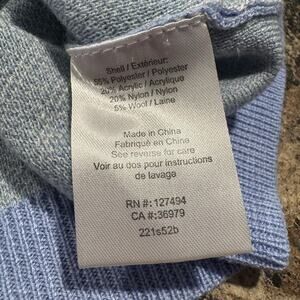 Shell / Extérieur:
55% Polyester / Polyester
20% Acrylic / Acrylique
20% Nylon / Nylon
5% Wool / Laine
Made in China
Fabriqué en Chine
See reverse for care
Voir au dos pour instructions
de lavage
RN #: 127494
CA #:36979
221s52b